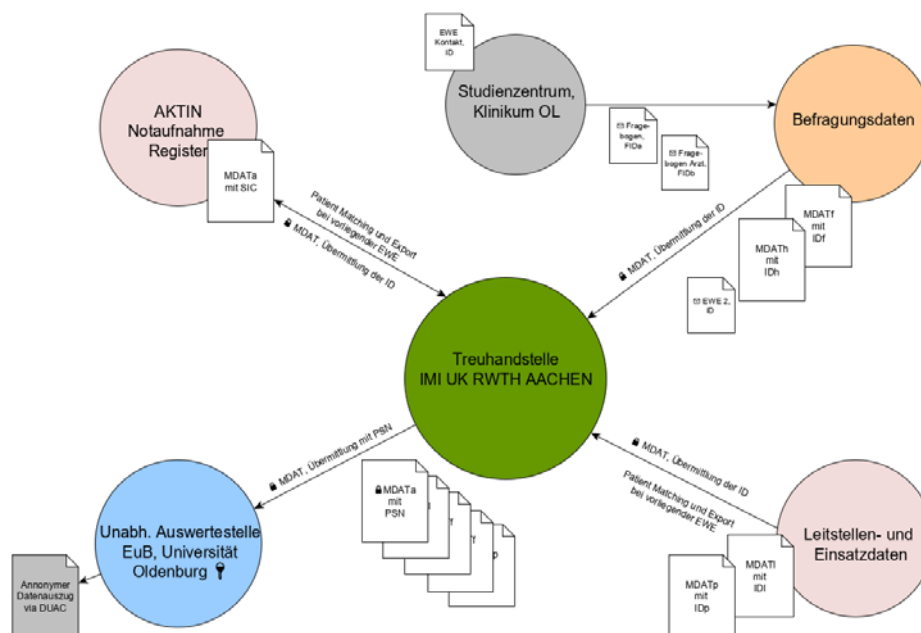 EWE
Kontakt,
ID
Studienzentrum,
Klinikum OL
AKTIN
Notaufnahme
Register
MDATa
mit SIC
Befragungsdaten
Frage-
bogen,
FIDa
Frage-
bogen Arzt,
FIDb
Patient Matching und Export
bei vorliegender EWE
MDAT, Übermittlung der ID
MDAT, Übermittlung der ID
MDATf
mit
IDf
MDATh
mit
IDh
EWE 2,
ID
Treuhandstelle
IMI UK RWTH AACHEN
MDAT, Übermittlung mit PSN
MDATa
mit
PSN
MDAT, Übermittlung der ID
Patient Matching und Export
bei vorliegender EWE
Unabh. Auswertestelle
EuB, Universität
Oldenburg
Annonymer
Datenauszug
via DUAC
Leitstellen- und
Einsatzdaten
MDATl
mit
IDl
MDATp
mit
IDp